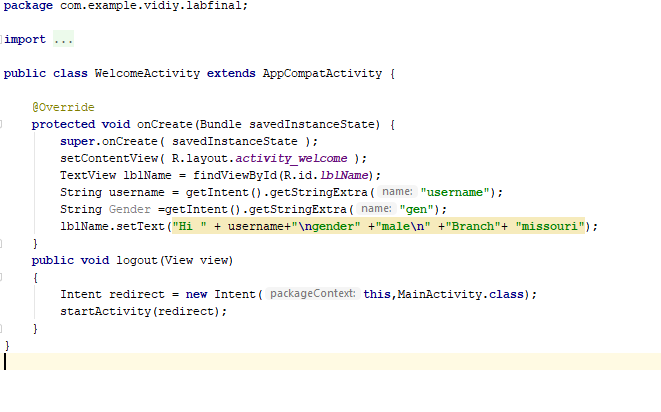 package com.example.vidiy.labfinal;
import ...
public class WelcomeActivity extends AppCompatActivity {
@Override
protected void onCreate(Bundle savedInstanceState) {
super.onCreate( savedInstanceState );
setContentView( R.layout.activity_welcome );
TextView lblName = findViewById(R.id.lblName);
String username = getIntent().getStringExtra( name: "username");
String Gender =getIntent().getStringExtra( name: "gen");
lblName.setText("Hi " + username+"\ngender" +"male\n" +"Branch"+ "missouri");
}
public void logout(View view)
{
Intent redirect = new Intent( packageContext: this,MainActivity.class);
startActivity(redirect);
}
}